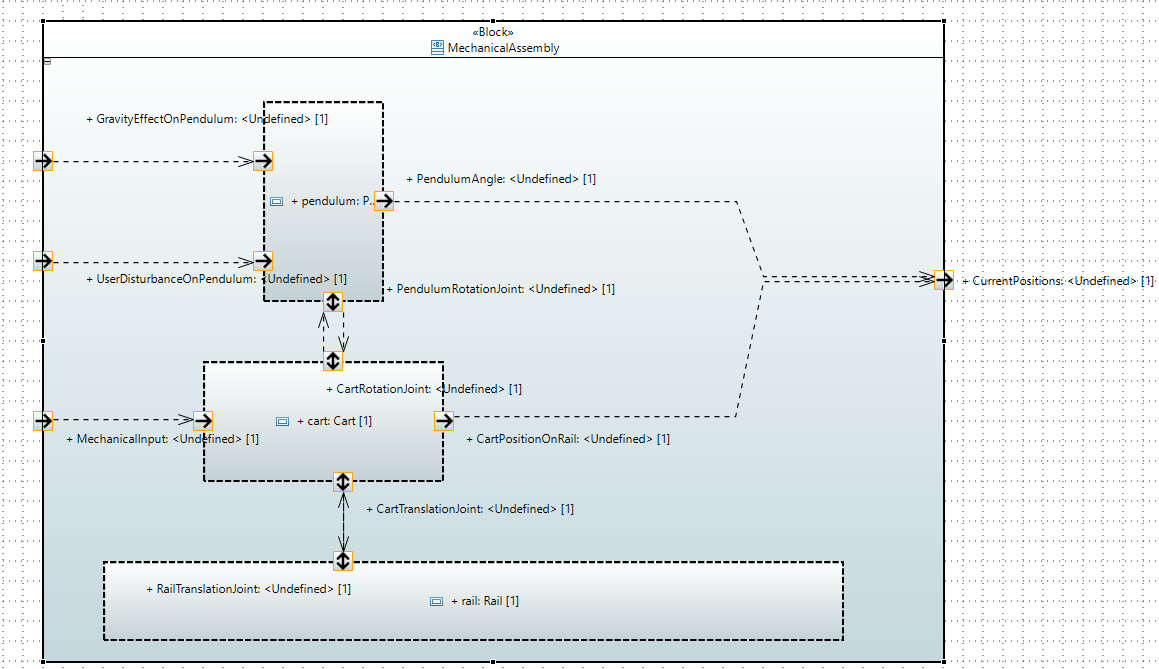 «Block»
MechanicalAssembly
+ GravityEffectOnPendulum: <Undefined> [1]
+ PendulumAngle: <Undefined> [1]
+ pendulum: P...
+ UserDisturbanceOnPendulum: <Undefined> [1]
+ CurrentPositions: <Undefined> [1]
+ PendulumRotationJoint: <Undefined> [1]
+ CartRotationJoint: <Undefined> [1]
+ cart: Cart [1]
+ MechanicalInput: <Undefined> [1]
+ CartPositionOnRail: <Undefined> [1]
+ CartTranslationJoint: <Undefined> [1]
+ RailTranslationJoint: <Undefined> [1]
+ rail: Rail [1]